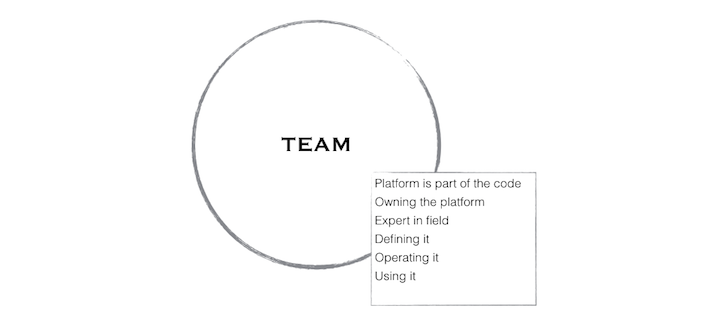 TEAM
Platform is part of the code
Owning the platform
Expert in field
Defining it
Operating it
Using it